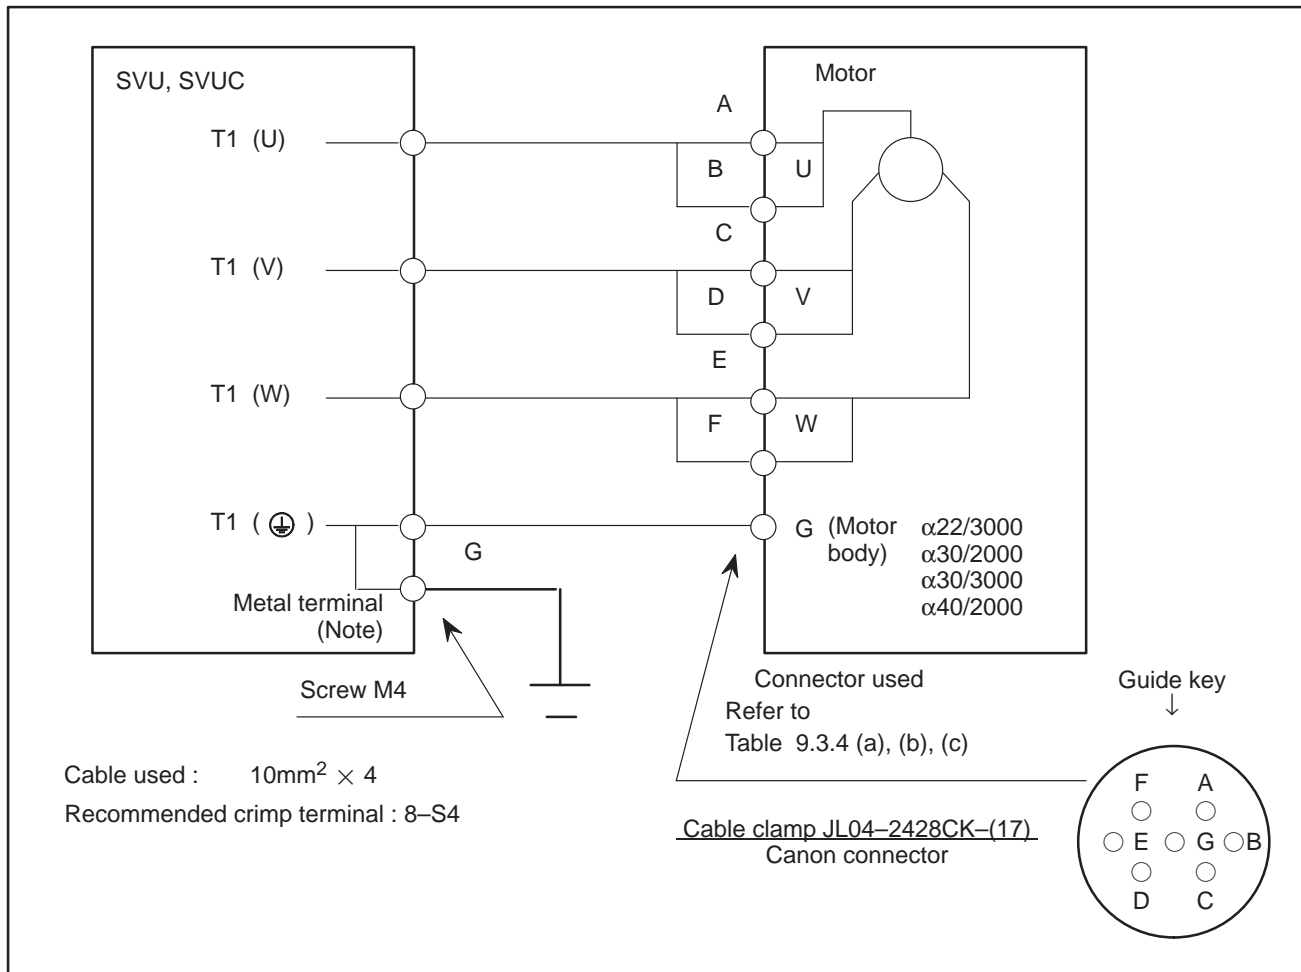 SVU, SVUC
Motor
A
T1 (U)
B
U
C
T1 (V)
D
V
E
T1 (W)
F
W
T1 ( ⏚ )
G
G (Motor body)
α22/3000
α30/2000
α30/3000
α40/2000
Metal terminal
(Note)
Screw M4
Connector used
Refer to
Table 9.3.4 (a), (b), (c)
Guide key
↓
Cable used : 10mm² × 4
Recommended crimp terminal : 8–S4
Cable clamp JL04–2428CK–(17)
Canon connector
F A
E G B
D C